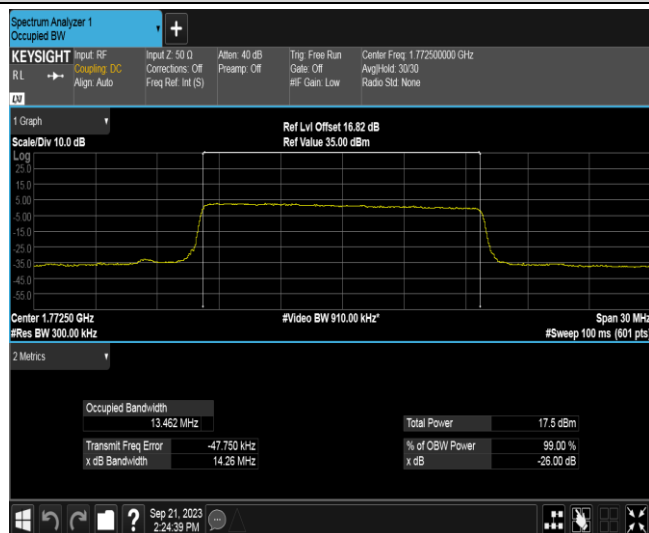 Spectrum Analyzer 1
Occupied BW
+
KEYSIGHT Input: RF Input Z: 50 Ω Atten: 40 dB Trig: Free Run Center Freq: 1.772500000 GHz
RL Coupling: DC Corrections: Off Preamp: Off Gate: Off Avg|Hold: 30/30
Align: Auto Freq Ref: Int (S) #IF Gain: Low Radio Std: None
LXI
1 Graph
Ref Lvl Offset 16.82 dB
Scale/Div 10.0 dB Ref Value 35.00 dBm
Log
25.0
15.0
5.00
-5.00
-15.0
-25.0
-35.0
-45.0
-55.0
Center 1.77250 GHz #Video BW 910.00 kHz* Span 30 MHz
#Res BW 300.00 kHz #Sweep 100 ms (601 pts)
2 Metrics
Occupied Bandwidth
13.462 MHz Total Power 17.5 dBm
Transmit Freq Error -47.750 kHz % of OBW Power 99.00 %
x dB Bandwidth 14.26 MHz x dB -26.00 dB
? Sep 21, 2023
2:24:39 PM